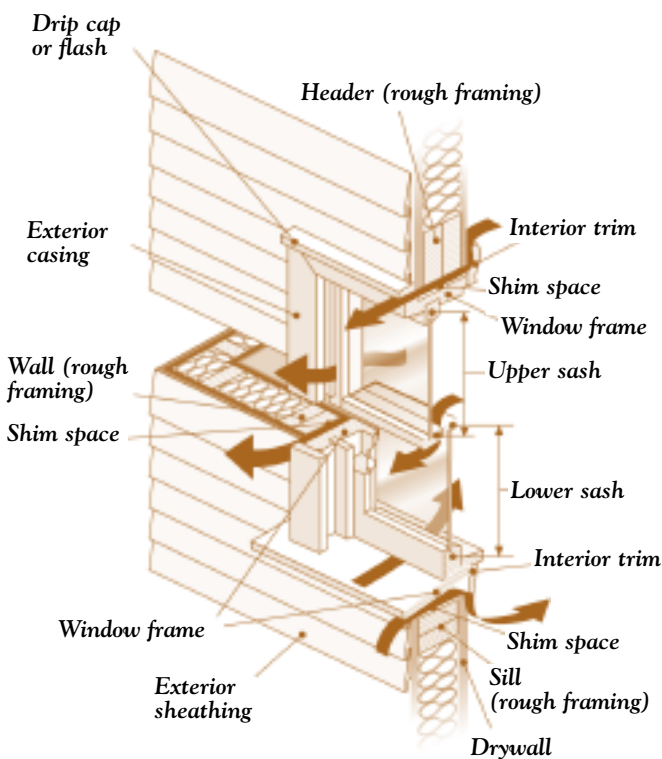 Drip cap
or flash
Header (rough framing)
Exterior
casing
Interior trim
Shim space
Window frame
Wall (rough
framing)
Upper sash
Shim space
Lower sash
Interior trim
Window frame
Shim space
Exterior
sheathing
Sill
(rough framing)
Drywall